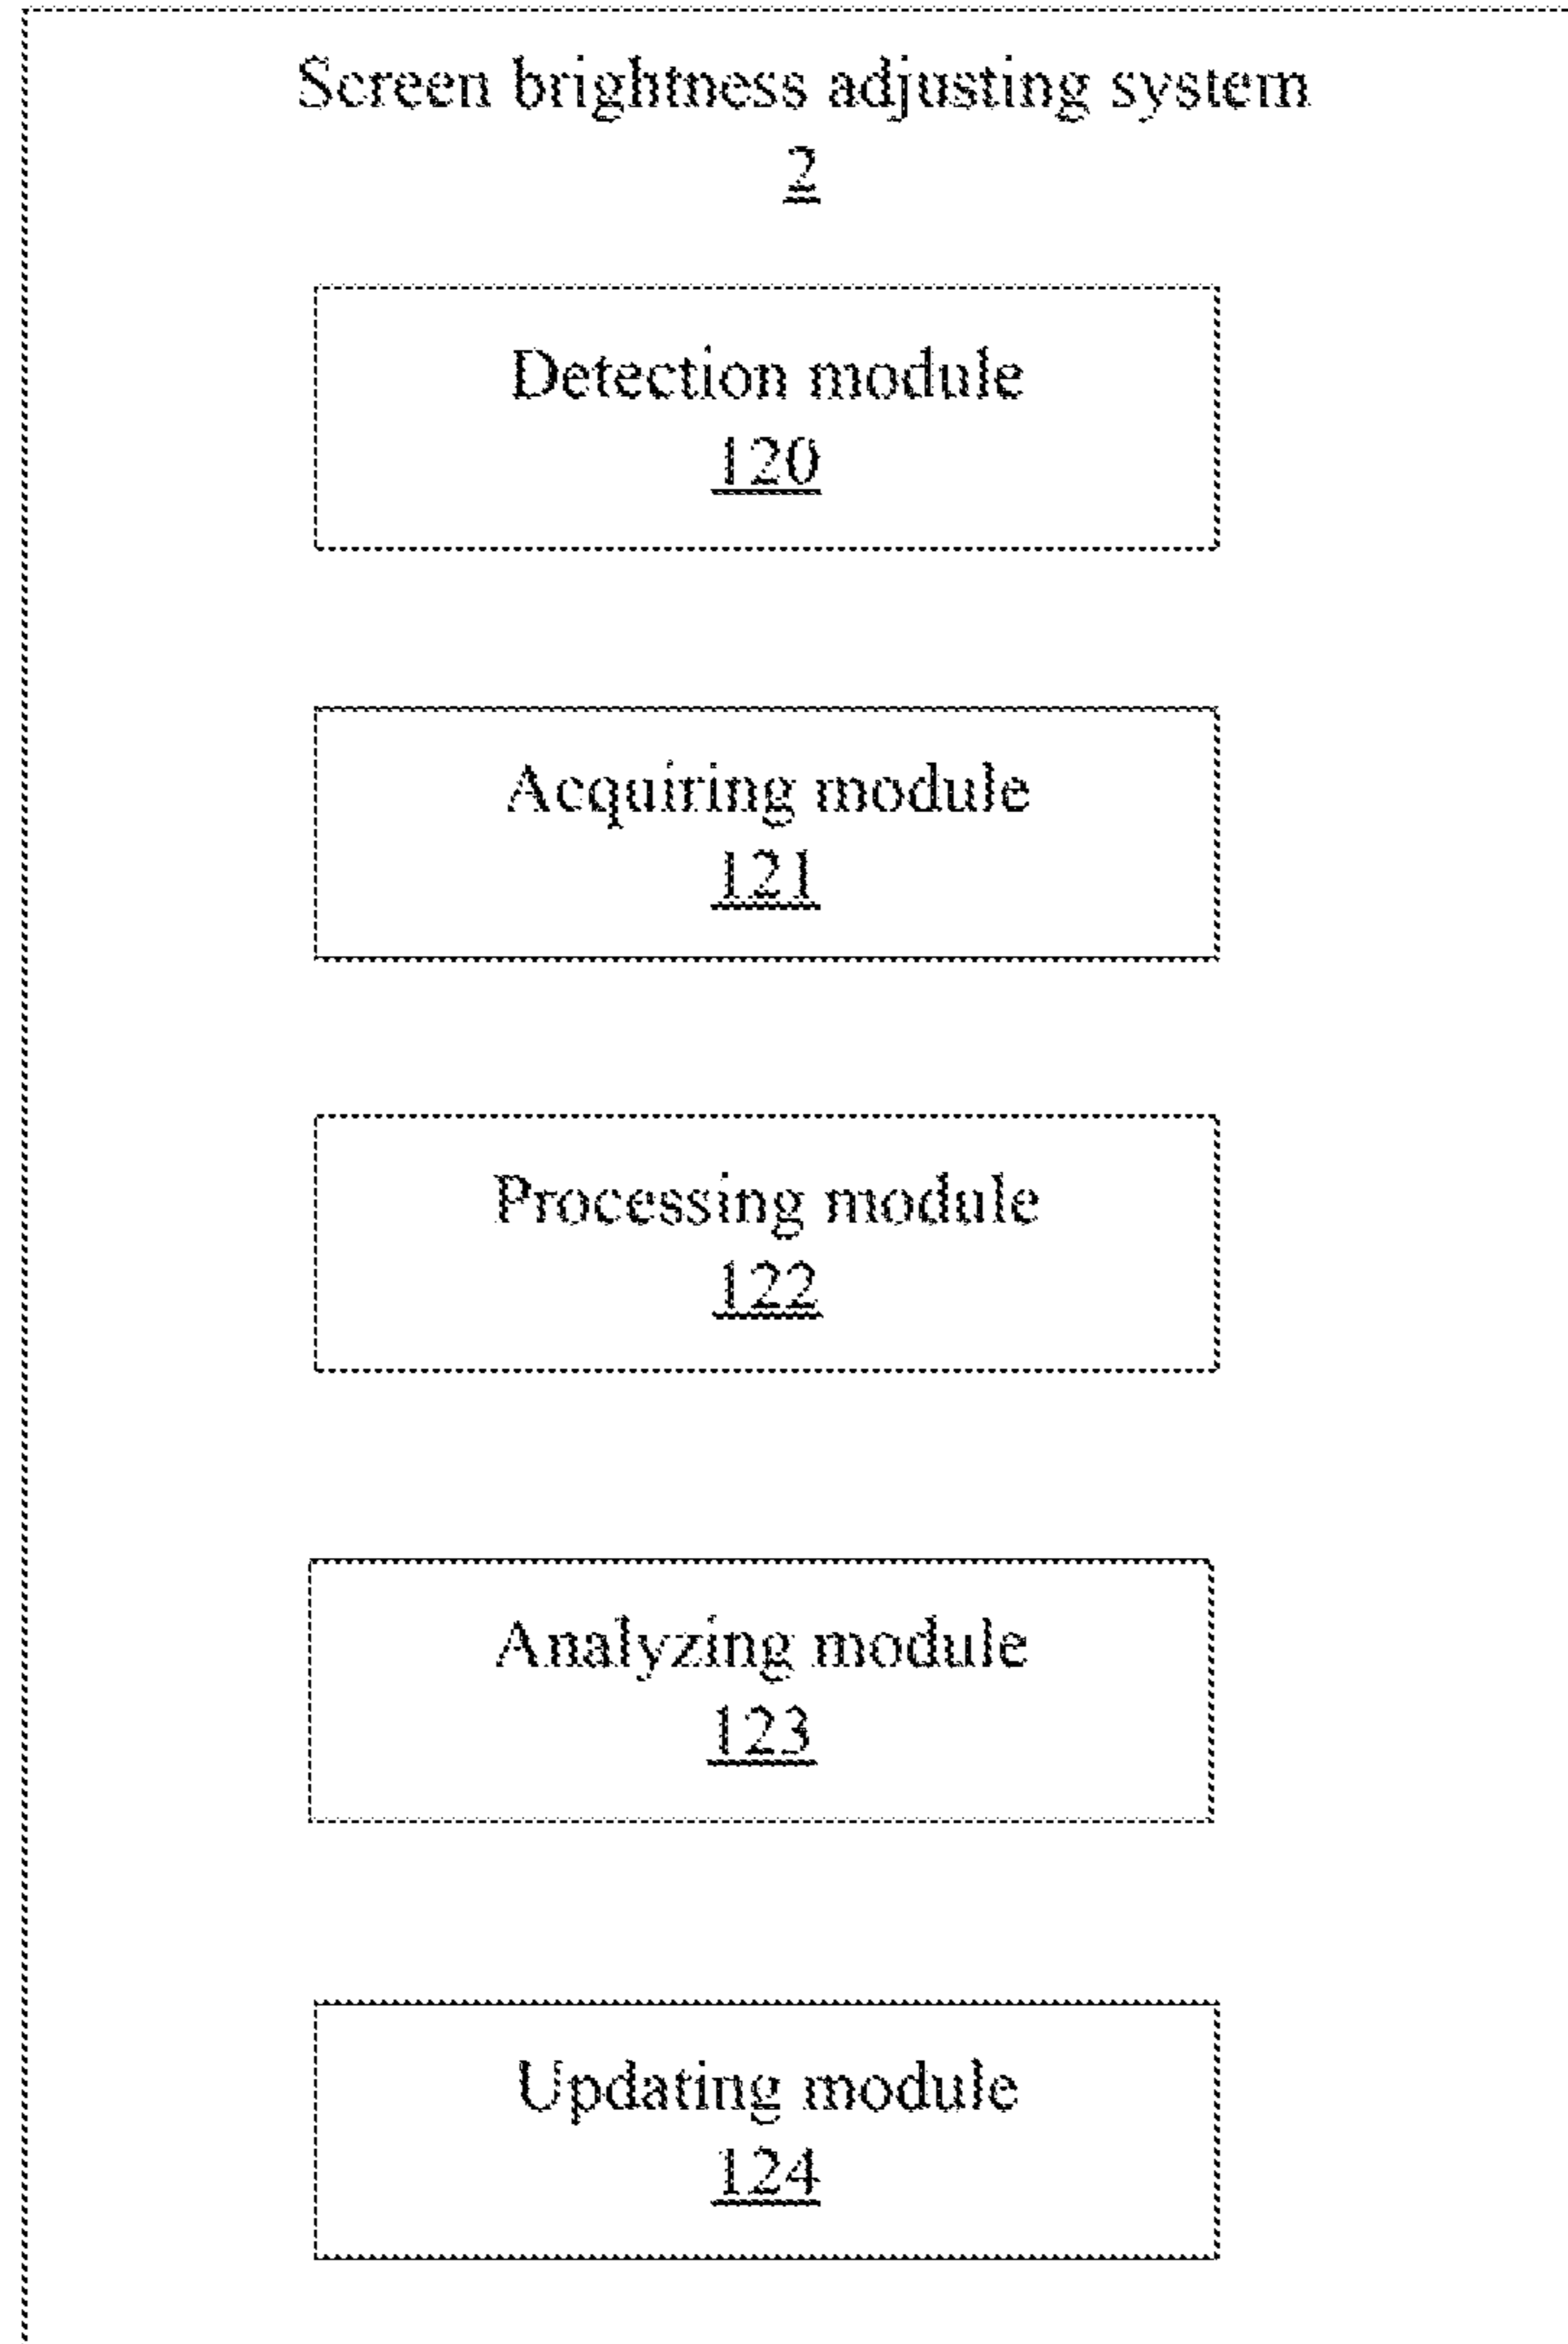 Screen brightness adjusting system
2
Detection module
120
Acquiring module
121
Processing module
122
Analyzing module
123
Updating module
124